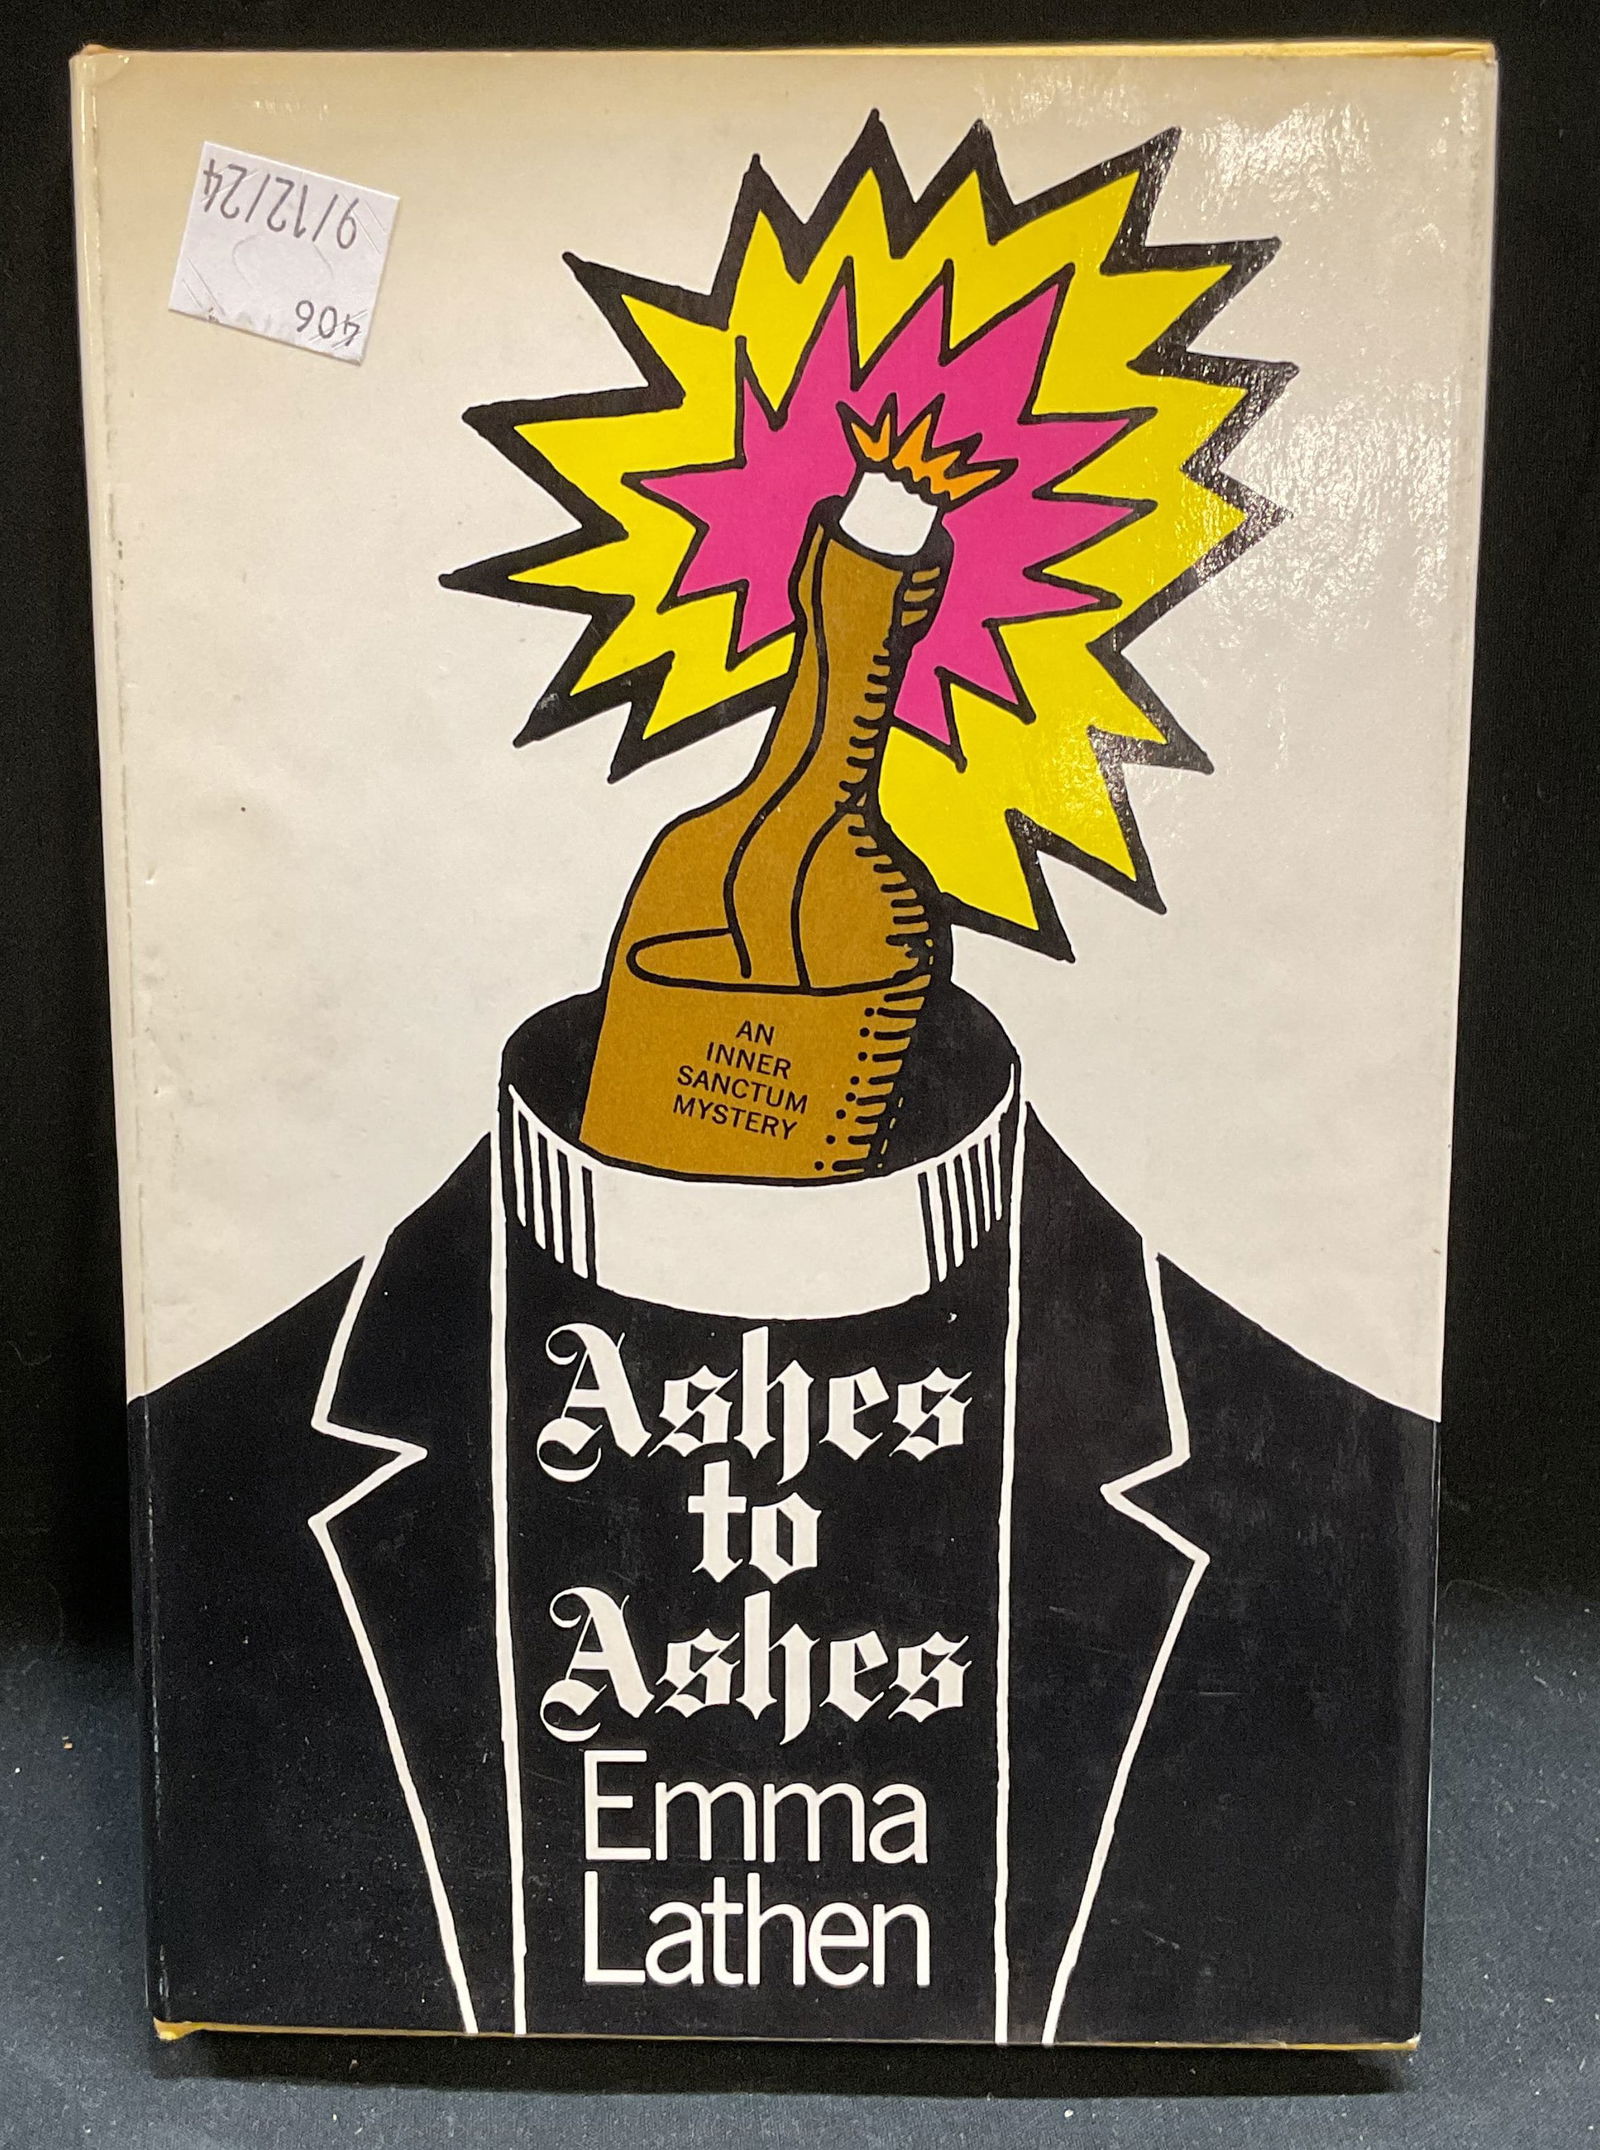 9/12/24
406
AN
INNER
SANCTUM
MYSTERY
Ashes
to
Ashes
Emma
Lathen